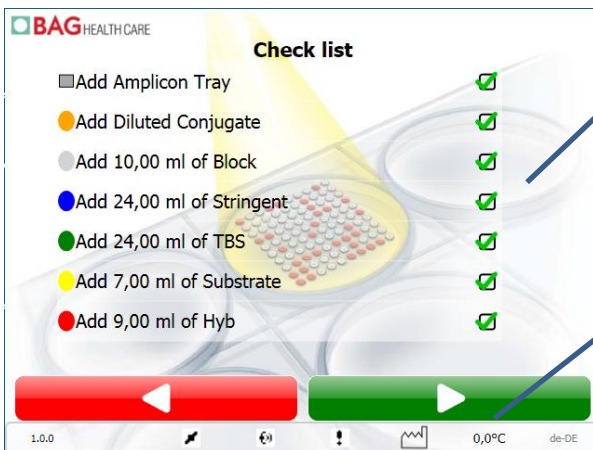 BAG HEALTH CARE
Check list
Add Amplicon Tray
Add Diluted Conjugate
Add 10,00 ml of Block
Add 24,00 ml of Stringent
Add 24,00 ml of TBS
Add 7,00 ml of Substrate
Add 9,00 ml of Hyb
1.0.0 0,0°C de-DE